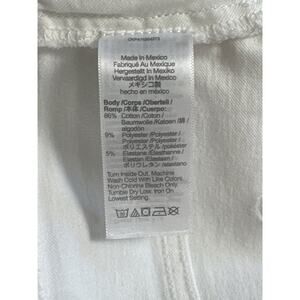 Made In Mexico
Fabriqué Au Mexique
Hergestellt In Mexiko
Vervaardigd In Mexico
メキシコ製
hecho en méxico
Body/Corps/Oberteil/
Romp/本体/Cuerpo:
86% Cotton/Coton/
Baumwolle/Katoen/綿/
algodón
9% Polyester/Polyester/
Polyester/Polyester/
ポリエステル/poliéster
5% Elastane/Elasthanne/
Elastan/Elastaan/
ポリウレタン/elastano
Turn Inside Out, Machine
Wash Cold With Like Colors.
Non-Chlorine Bleach Only.
Tumble Dry Low. Iron On
Lowest Setting.